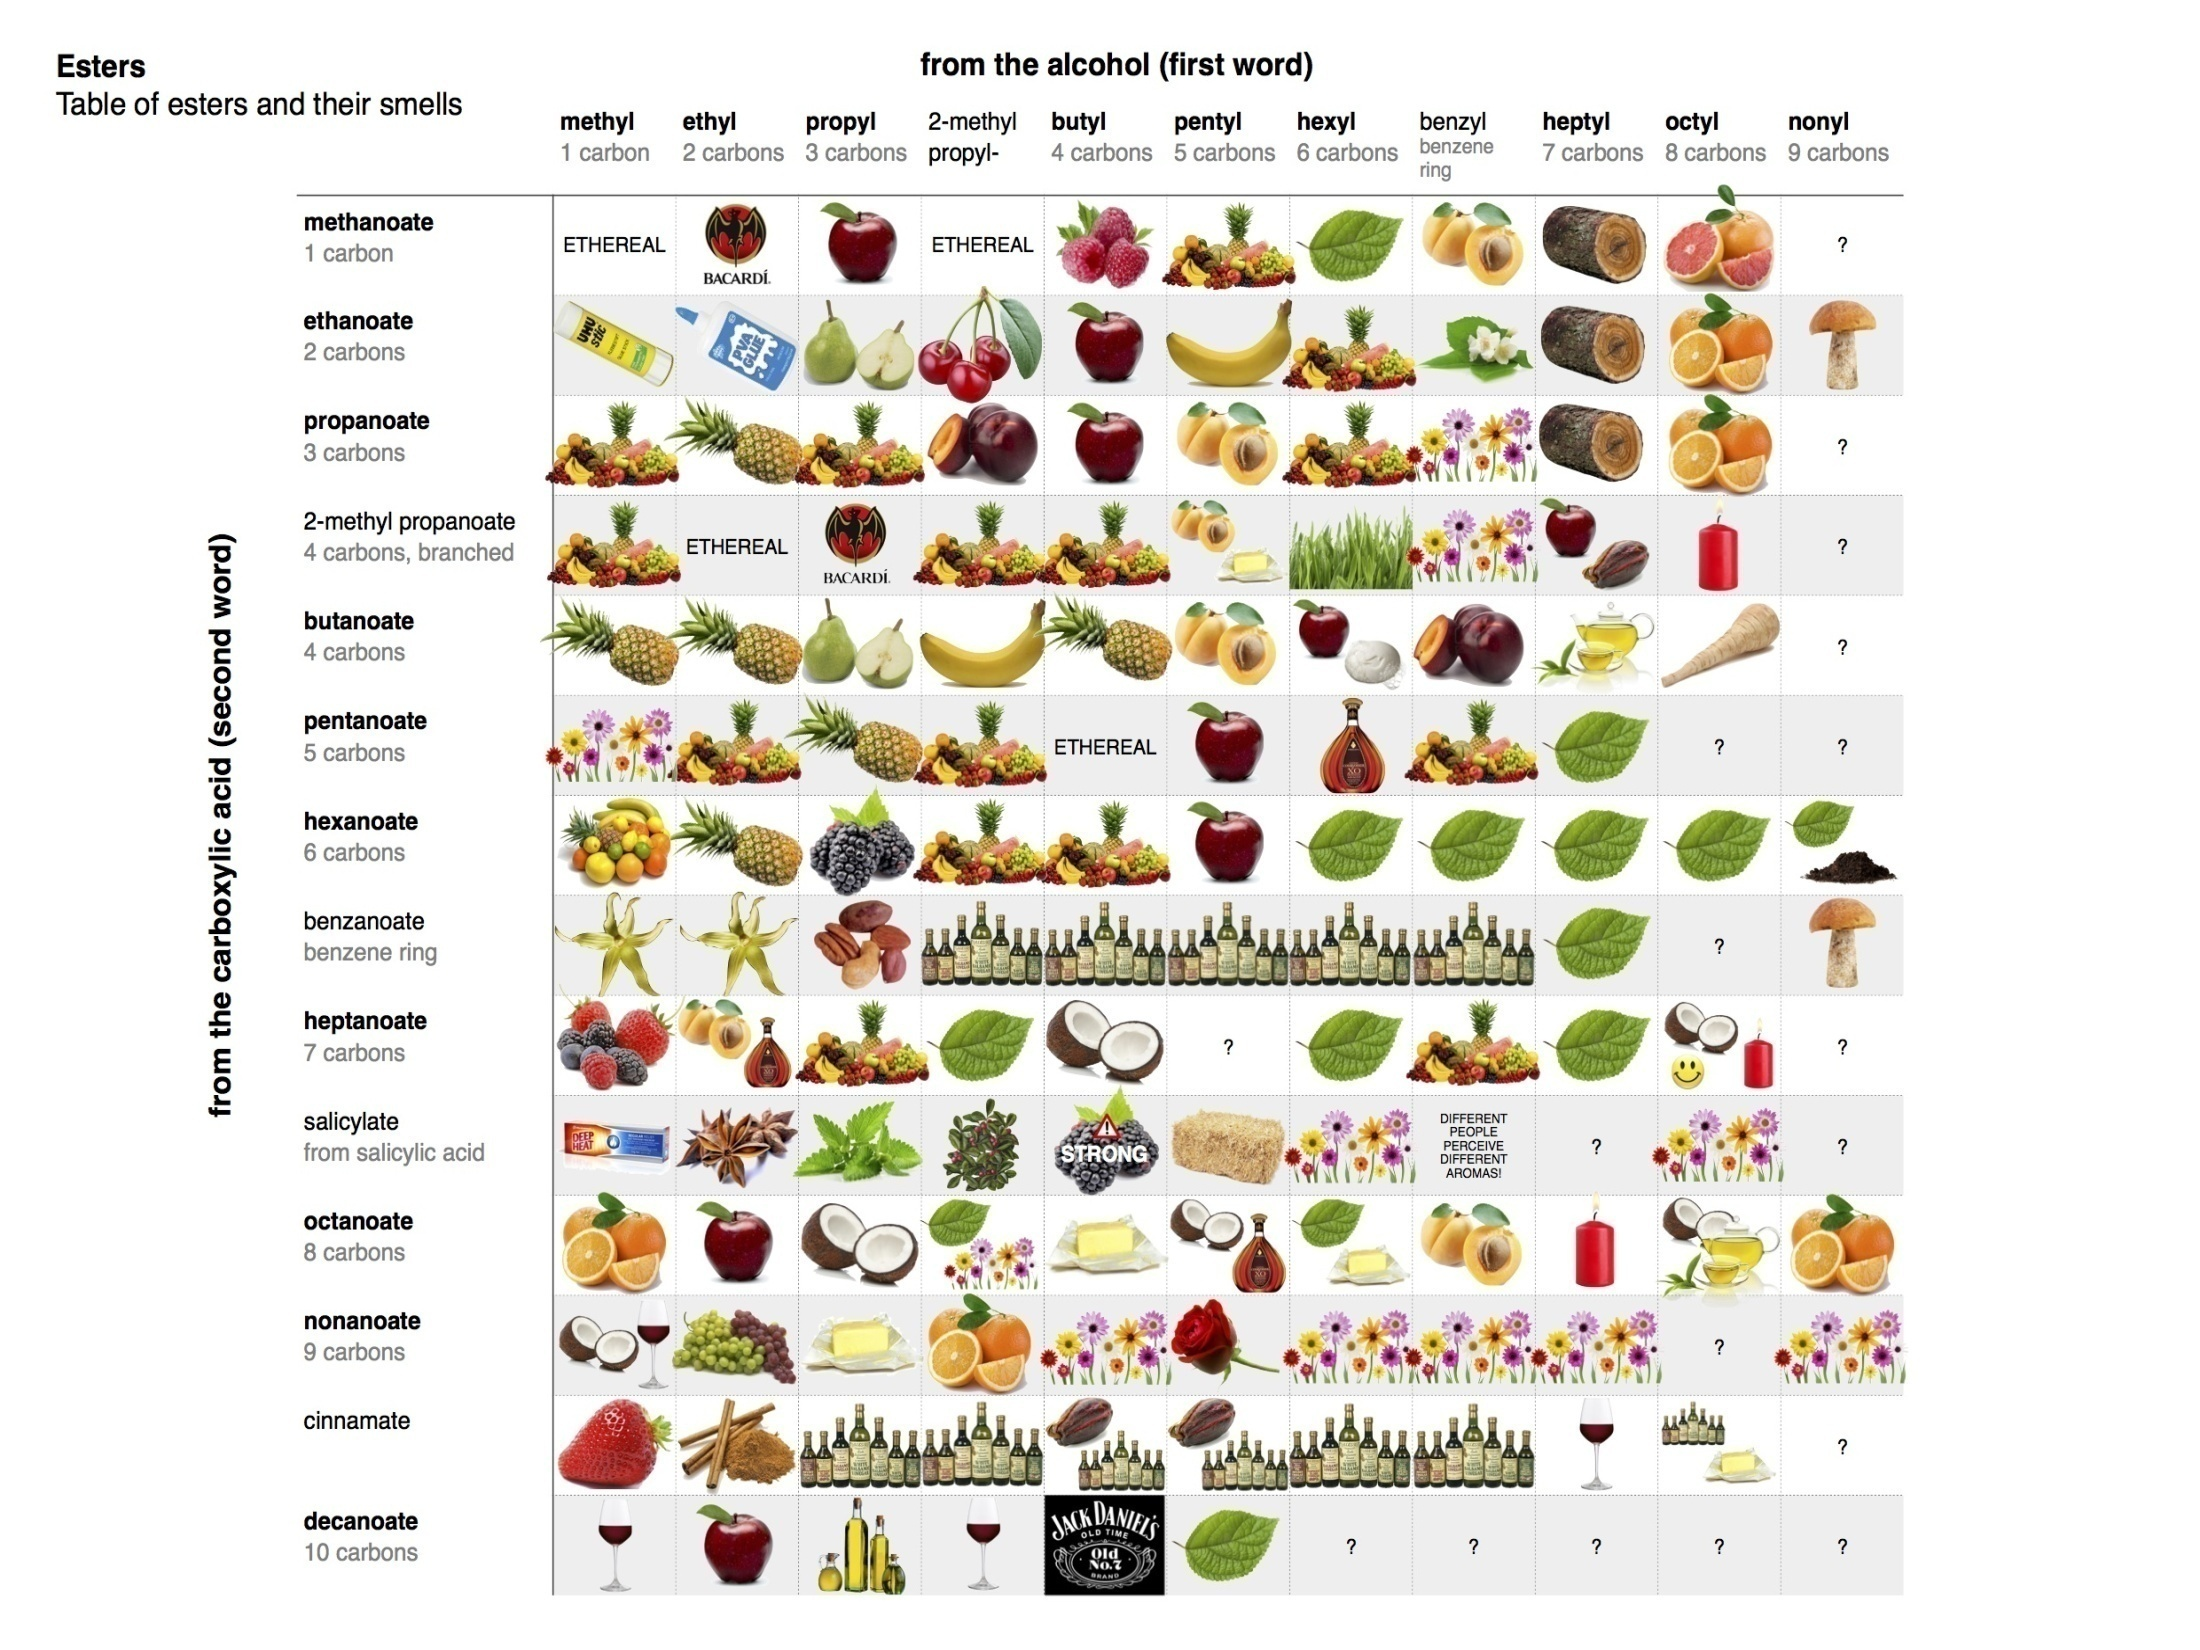 Esters
Table of esters and their smells
from the alcohol (first word)
methyl
1 carbon
ethyl
2 carbons
propyl
3 carbons
2-methyl
propyl-
butyl
4 carbons
pentyl
5 carbons
hexyl
6 carbons
benzyl
benzene
ring
heptyl
7 carbons
octyl
8 carbons
nonyl
9 carbons
from the carboxylic acid (second word)
methanoate
1 carbon
ETHEREAL
BACARDÍ.
ETHEREAL
?
ethanoate
2 carbons
UHU
stic
PVA
GLUE
propanoate
3 carbons
?
2-methyl propanoate
4 carbons, branched
ETHEREAL
BACARDÍ.
?
butanoate
4 carbons
?
pentanoate
5 carbons
ETHEREAL
XO
?
?
hexanoate
6 carbons
benzanoate
benzene ring
?
heptanoate
7 carbons
?
?
salicylate
from salicylic acid
DEEP
HEAT
STRONG
DIFFERENT
PEOPLE
PERCEIVE
DIFFERENT
AROMAS!
?
?
octanoate
8 carbons
nonanoate
9 carbons
?
cinnamate
?
decanoate
10 carbons
JACK DANIEL'S
OLD TIME
Old
No.7
BRAND
?
?
?
?
?